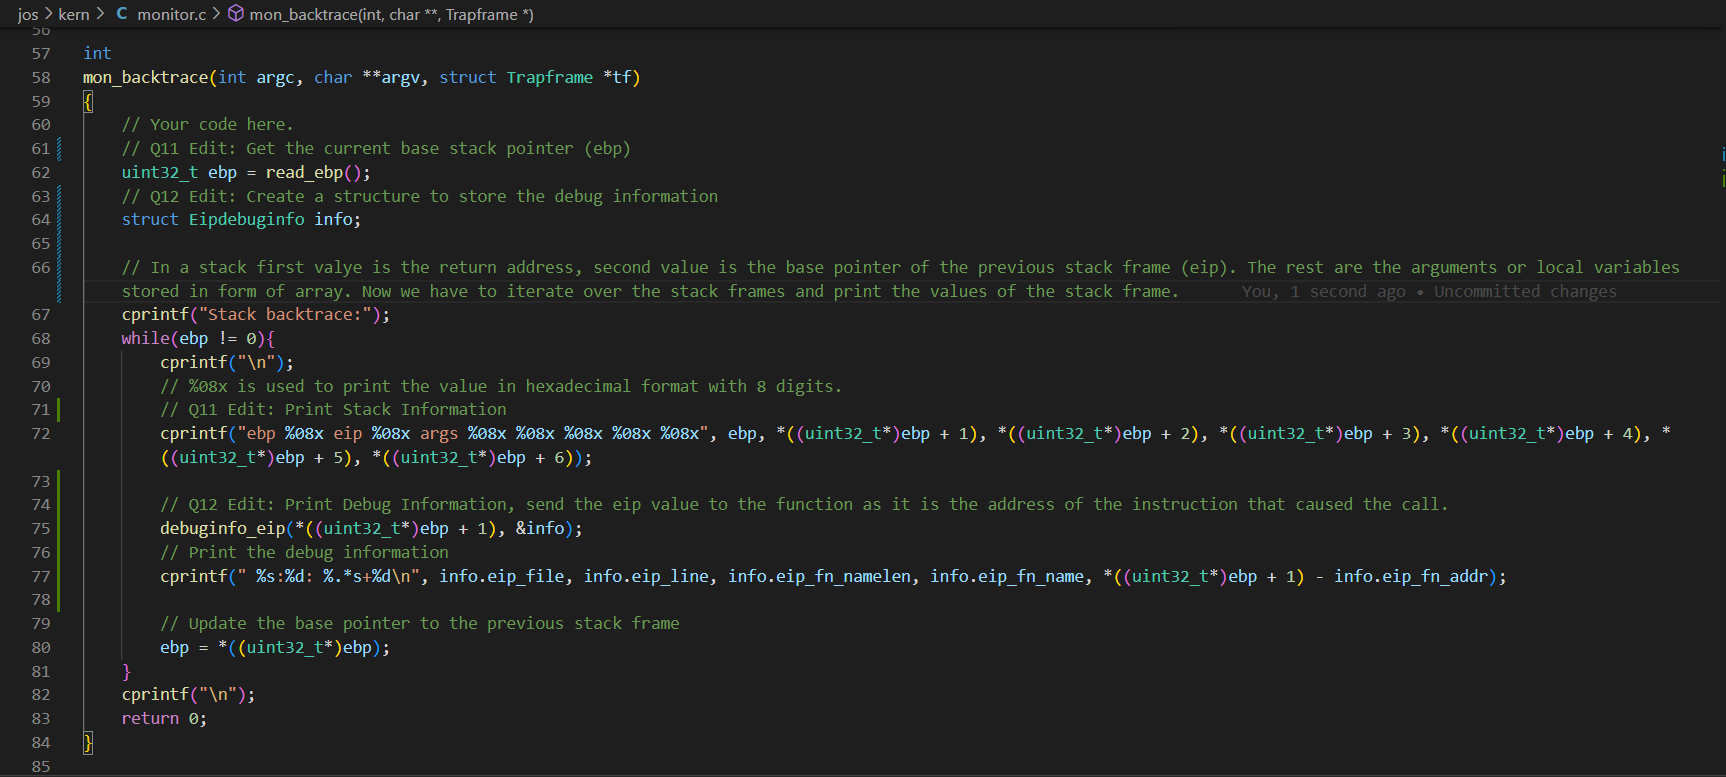 jos > kern > C monitor.c > mon_backtrace(int, char **, Trapframe *)
56
57 int
58 mon_backtrace(int argc, char **argv, struct Trapframe *tf)
59 {
60 // Your code here.
61 // Q11 Edit: Get the current base stack pointer (ebp)
62 uint32_t ebp = read_ebp();
63 // Q12 Edit: Create a structure to store the debug information
64 struct Eipdebuginfo info;
65
66 // In a stack first valye is the return address, second value is the base pointer of the previous stack frame (eip). The rest are the arguments or local variables
stored in form of array. Now we have to iterate over the stack frames and print the values of the stack frame. You, 1 second ago • Uncommitted changes
67 cprintf("Stack backtrace:");
68 while(ebp != 0){
69 cprintf("\n");
70 // %08x is used to print the value in hexadecimal format with 8 digits.
71 // Q11 Edit: Print Stack Information
72 cprintf("ebp %08x eip %08x args %08x %08x %08x %08x %08x", ebp, *((uint32_t*)ebp + 1), *((uint32_t*)ebp + 2), *((uint32_t*)ebp + 3), *((uint32_t*)ebp + 4), *
((uint32_t*)ebp + 5), *((uint32_t*)ebp + 6));
73
74 // Q12 Edit: Print Debug Information, send the eip value to the function as it is the address of the instruction that caused the call.
75 debuginfo_eip(*((uint32_t*)ebp + 1), &info);
76 // Print the debug information
77 cprintf(" %s:%d: %.*s+%d\n", info.eip_file, info.eip_line, info.eip_fn_namelen, info.eip_fn_name, *((uint32_t*)ebp + 1) - info.eip_fn_addr);
78
79 // Update the base pointer to the previous stack frame
80 ebp = *((uint32_t*)ebp);
81 }
82 cprintf("\n");
83 return 0;
84 }
85